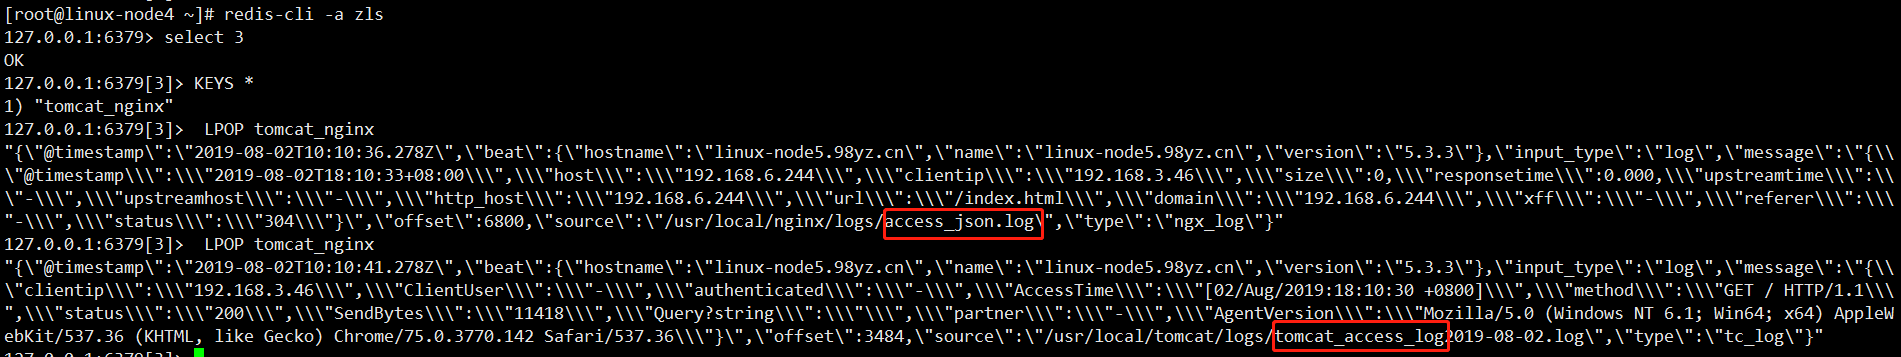 [root@linux-node4 ~]# redis-cli -a zls
127.0.0.1:6379> select 3
OK
127.0.0.1:6379[3]> KEYS *
1) "tomcat_nginx"
127.0.0.1:6379[3]>  LPOP tomcat_nginx
"{\"@timestamp\":\"2019-08-02T10:10:36.278Z\",\"beat\":{\"hostname\":\"linux-node5.98yz.cn\",\"name\":\"linux-node5.98yz.cn\",\"version\":\"5.3.3\"},\"input_type\":\"log\",\"message\":\"{\\
\"@timestamp\\\":\\\"2019-08-02T18:10:33+08:00\\\",\\\"host\\\":\\\"192.168.6.244\\\",\\\"clientip\\\":\\\"192.168.3.46\\\",\\\"size\\\":0,\\\"responsetime\\\":0.000,\\\"upstreamtime\\\":\\
\"-\\\",\\\"upstreamhost\\\":\\\"-\\\",\\\"http_host\\\":\\\"192.168.6.244\\\",\\\"url\\\":\\\"/index.html\\\",\\\"domain\\\":\\\"192.168.6.244\\\",\\\"xff\\\":\\\"-\\\",\\\"referer\\\":\\\
"-\\\",\\\"status\\\":\\\"304\\\"}\",\"offset\":6800,\"source\":\"/usr/local/nginx/logs/access_json.log\",\"type\":\"ngx_log\"}"
127.0.0.1:6379[3]>  LPOP tomcat_nginx
"{\"@timestamp\":\"2019-08-02T10:10:41.278Z\",\"beat\":{\"hostname\":\"linux-node5.98yz.cn\",\"name\":\"linux-node5.98yz.cn\",\"version\":\"5.3.3\"},\"input_type\":\"log\",\"message\":\"{\\
\"clientip\\\":\\\"192.168.3.46\\\",\\\"ClientUser\\\":\\\"-\\\",\\\"authenticated\\\":\\\"-\\\",\\\"AccessTime\\\":\\\"[02/Aug/2019:18:10:30 +0800]\\\",\\\"method\\\":\\\"GET / HTTP/1.1\\\"
,\\\"status\\\":\\\"200\\\",\\\"SendBytes\\\":\\\"11418\\\",\\\"Query?string\\\":\\\"\\\",\\\"partner\\\":\\\"-\\\",\\\"AgentVersion\\\":\\\"Mozilla/5.0 (Windows NT 6.1; Win64; x64) AppleW
ebKit/537.36 (KHTML, like Gecko) Chrome/75.0.3770.142 Safari/537.36\\\"}\",\"offset\":3484,\"source\":\"/usr/local/tomcat/logs/tomcat_access_log2019-08-02.log\",\"type\":\"tc_log\"}"
127.0.0.1:6379[3]>